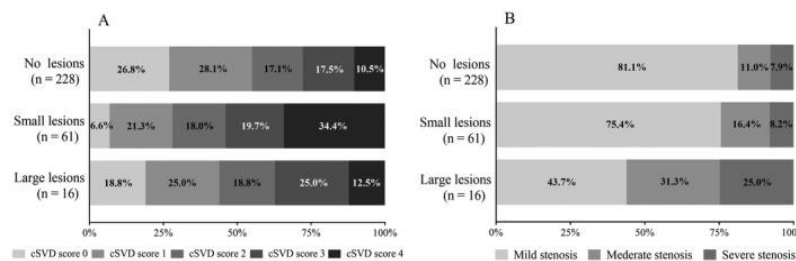 A
No lesions
(n = 228)
26.8% 28.1% 17.1% 17.5% 10.5%
Small lesions
(n = 61)
6.6% 21.3% 18.0% 19.7% 34.4%
Large lesions
(n = 16)
18.8% 25.0% 18.8% 25.0% 12.5%
0% 25% 50% 75% 100%
cSVD score 0 cSVD score 1 cSVD score 2 cSVD score 3 cSVD score 4
B
No lesions
(n = 228)
81.1% 11.0% 7.9%
Small lesions
(n = 61)
75.4% 16.4% 8.2%
Large lesions
(n = 16)
43.7% 31.3% 25.0%
0% 25% 50% 75% 100
Mild stenosis Moderate stenosis Severe stenosis